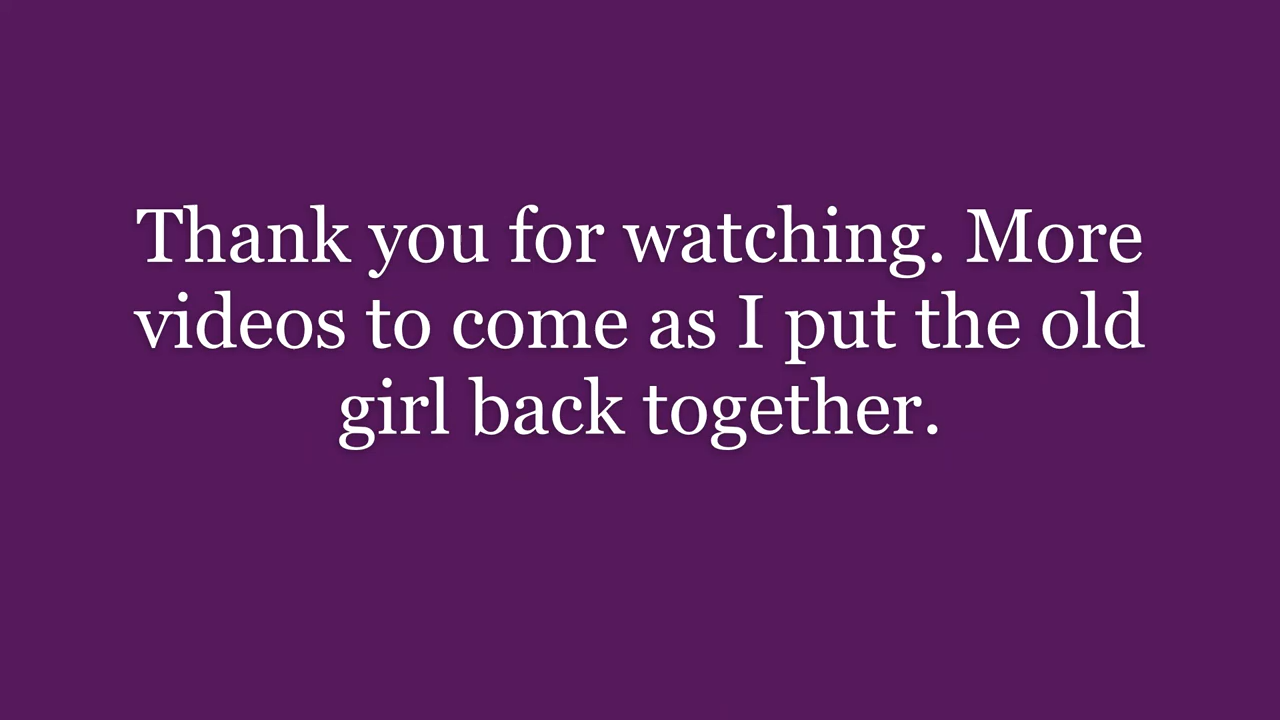 Thank you for watching. More
videos to come as I put the old
girl back together.